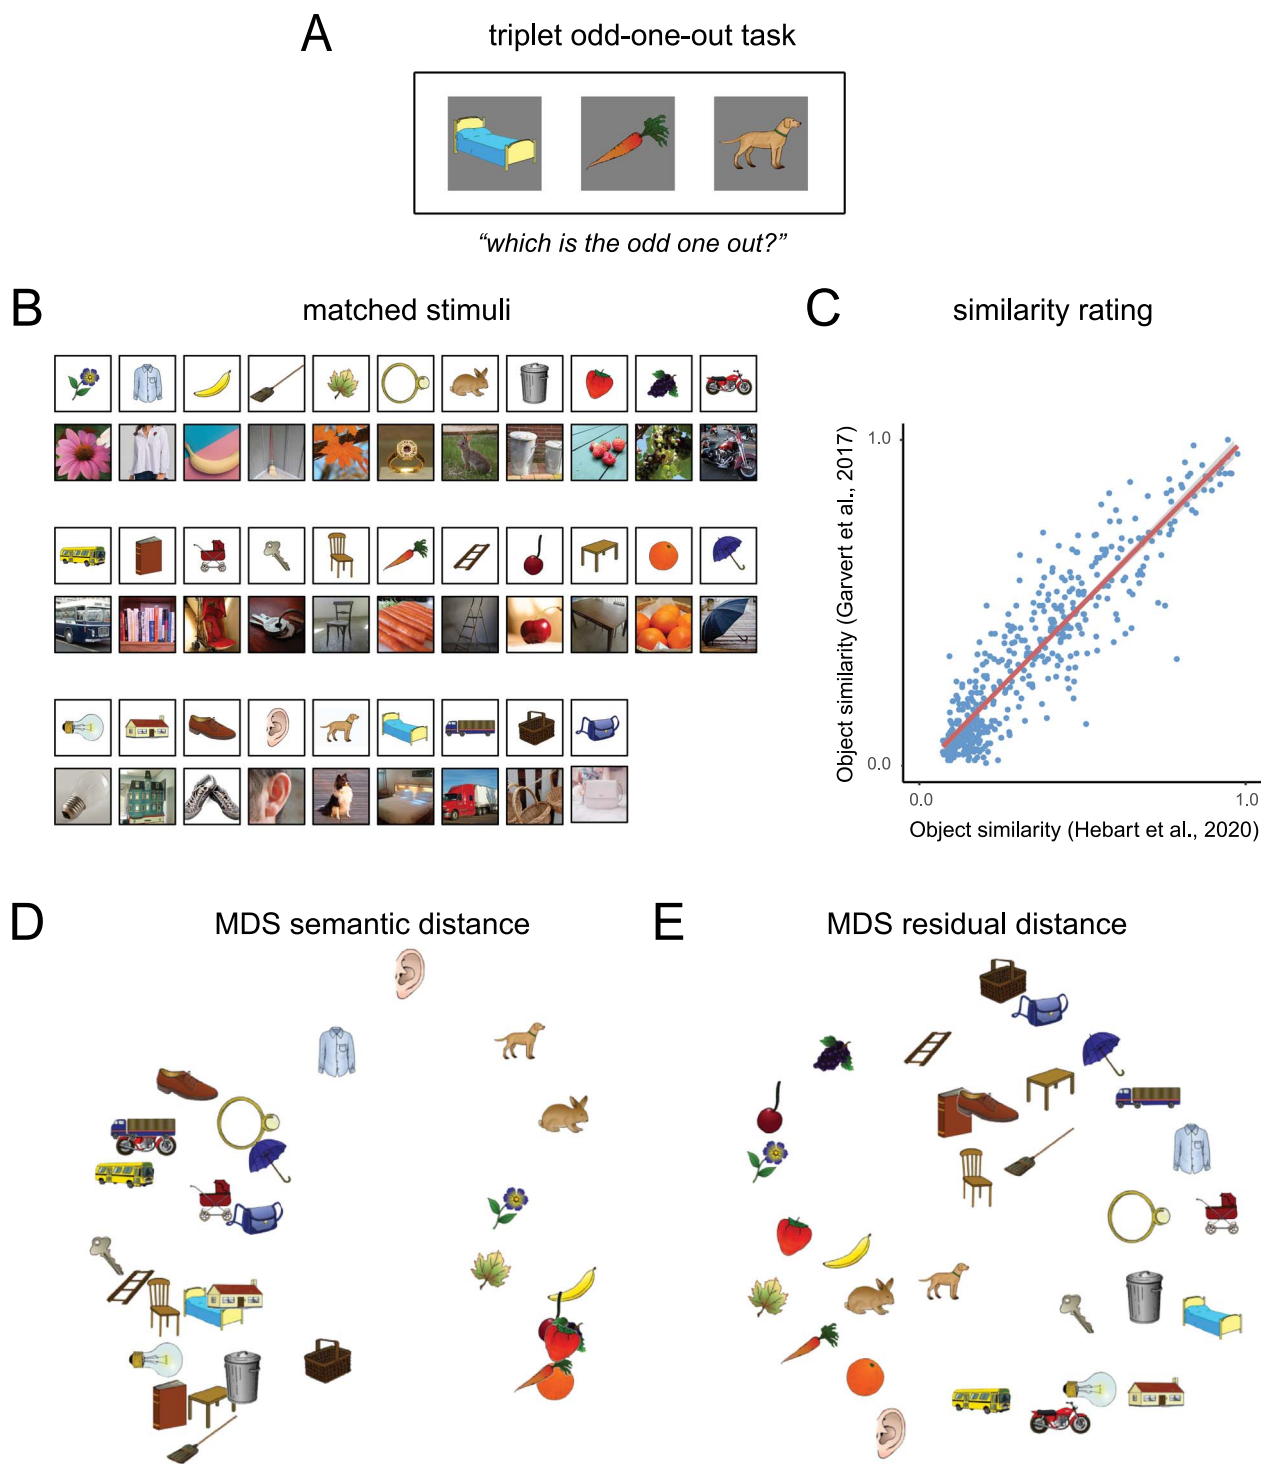 A
triplet odd-one-out task
“which is the odd one out?”
B
matched stimuli
C
similarity rating
Object similarity (Garvert et al., 2017)
1.0
0.0
0.0
1.0
Object similarity (Hebart et al., 2020)
D
MDS semantic distance
E
MDS residual distance